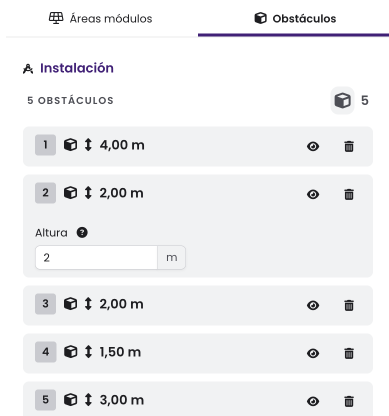 Áreas módulos
Obstáculos
Instalación
5 OBSTÁCULOS
5
1 4,00 m
2 2,00 m
Altura ?
2 m
3 2,00 m
4 1,50 m
5 3,00 m